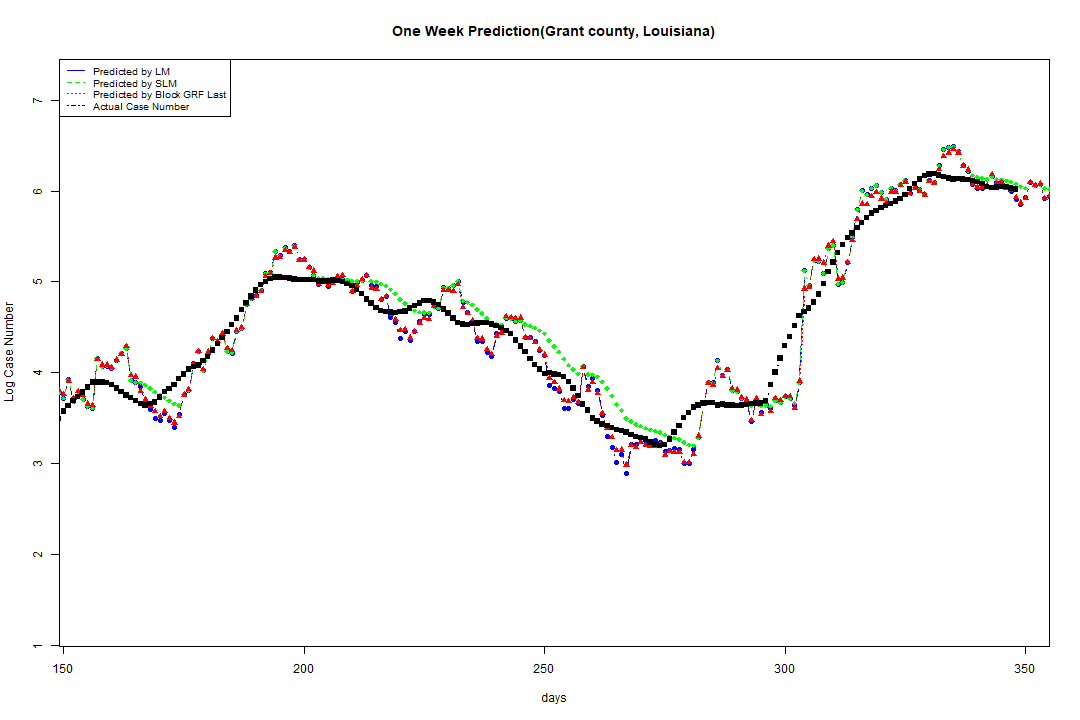 One Week Prediction(Grant county, Louisiana)
Predicted by LM
Predicted by SLM
Predicted by Block GRF Last
Actual Case Number
7
6
5
4
3
2
1
Log Case Number
150 200 250 300 350
days